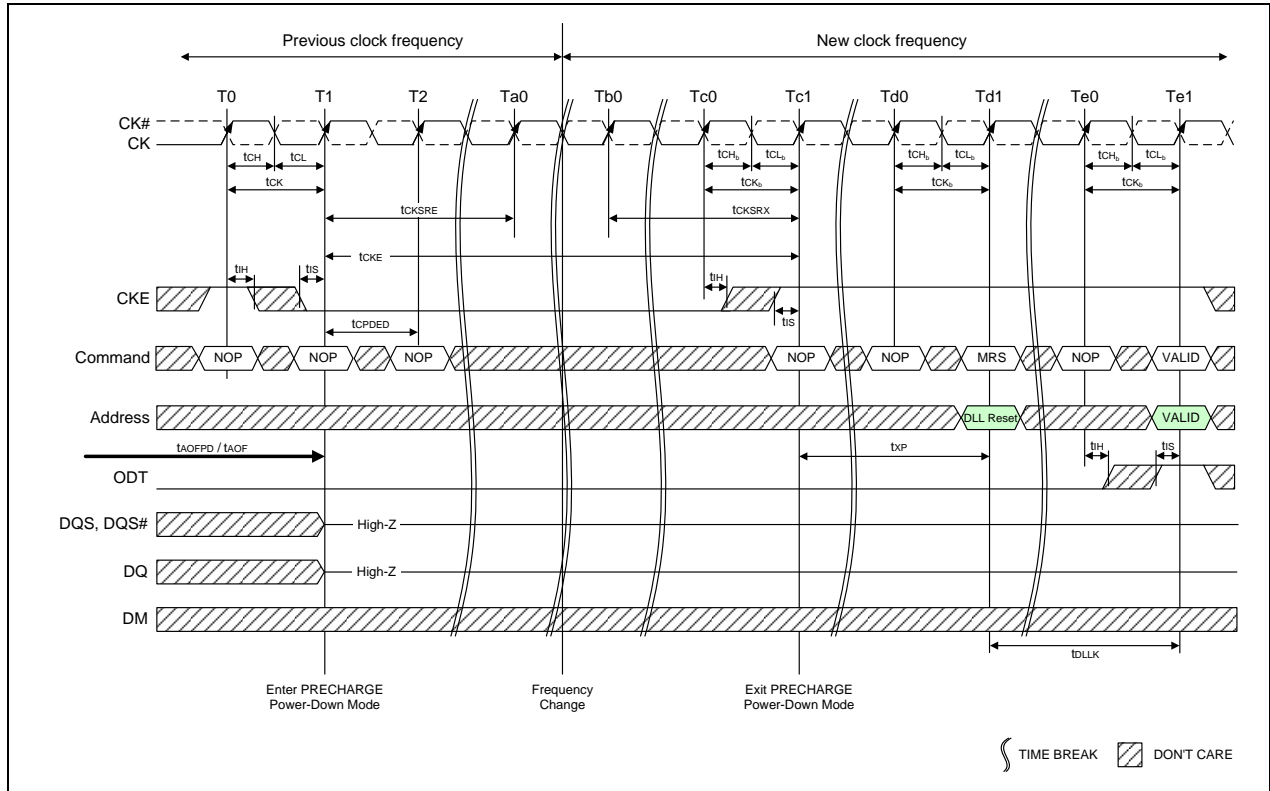 Previous clock frequency New clock frequency
T0 T1 T2 Ta0 Tb0 Tc0 Tc1 Td0 Td1 Te0 Te1
CK#
CK
tCH tCL tCHb tCLb tCHb tCLb tCHb tCLb
tCK tCKb tCKb tCKb
tCKSRE tCKSRX
tCKE
tIH tIS tIH
CKE
tIS
tCPDED
Command NOP NOP NOP NOP NOP MRS NOP VALID
Address DLL Reset VALID
tAOFPD / tAOF tXP tIH tIS
ODT
DQS, DQS# High-Z
DQ High-Z
DM
tDLLK
Enter PRECHARGE Frequency Exit PRECHARGE
Power-Down Mode Change Power-Down Mode
TIME BREAK DON'T CARE